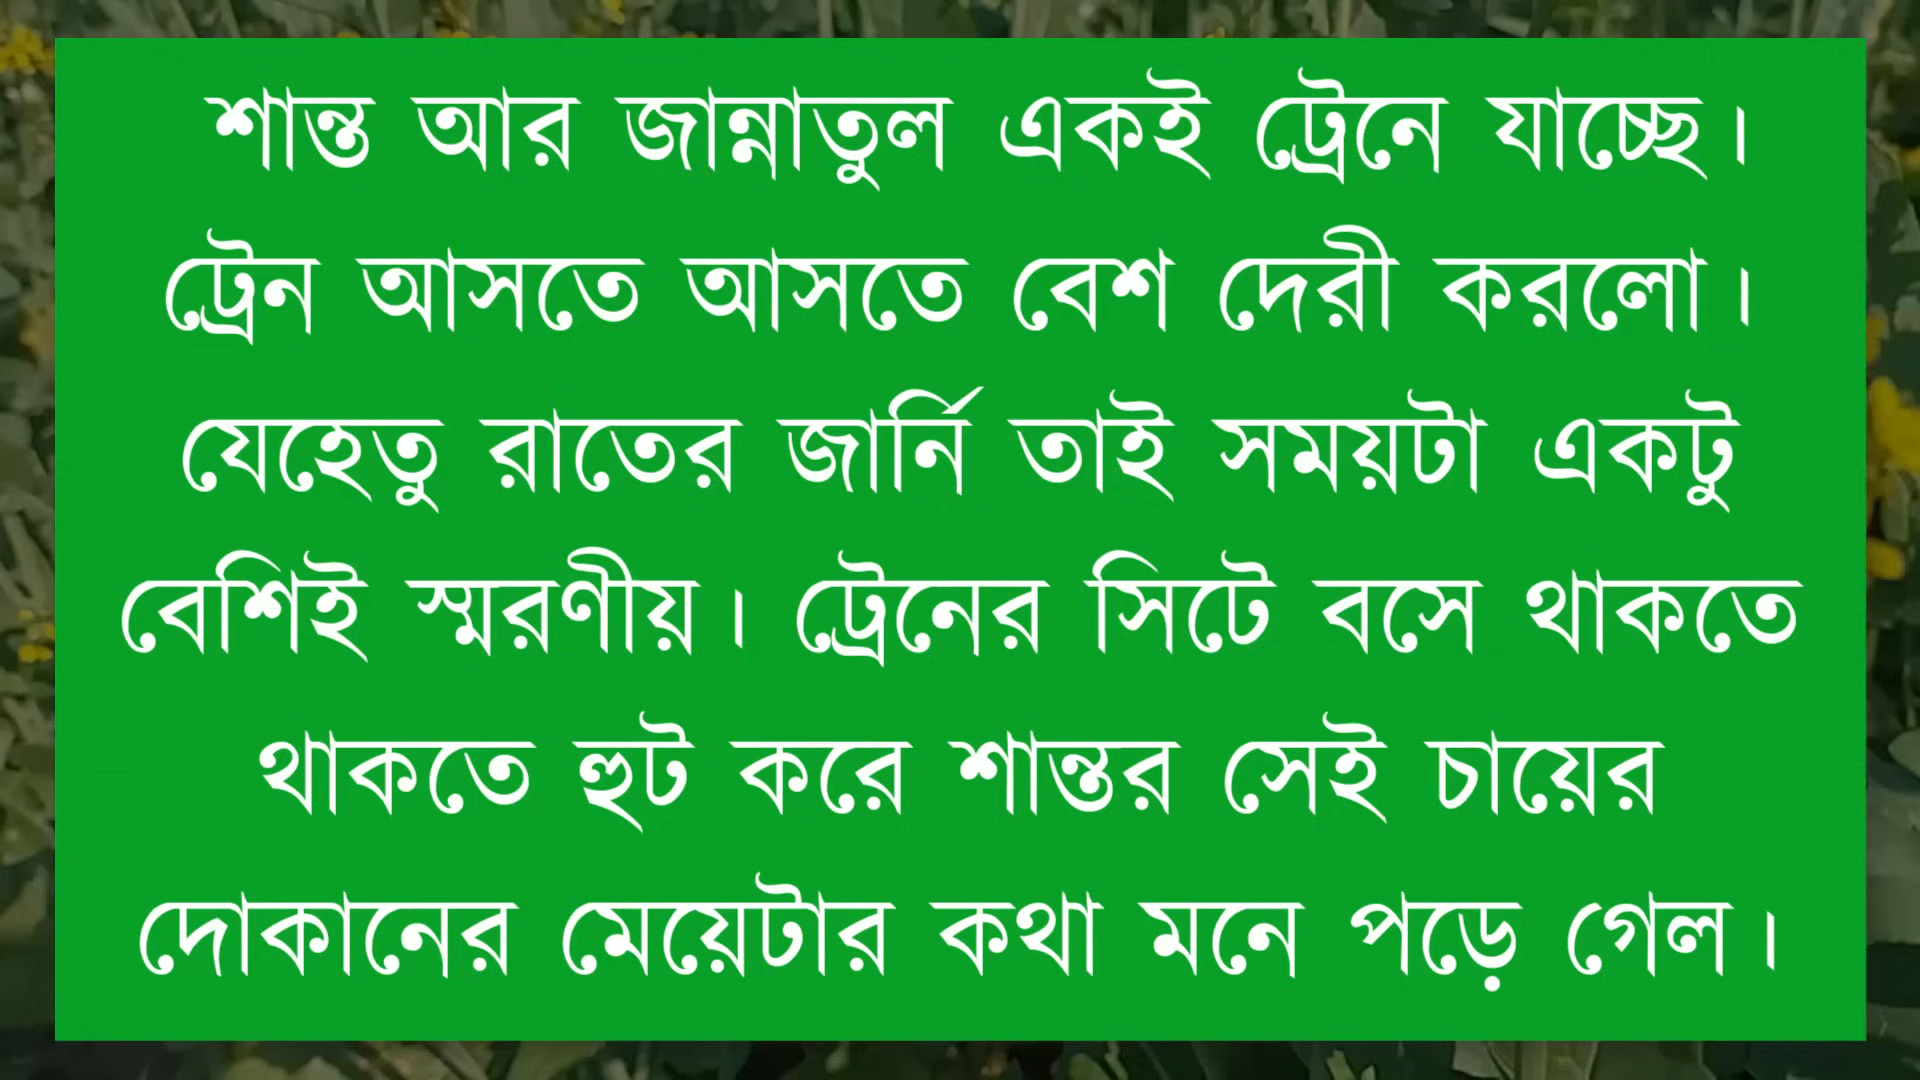 শান্ত আর জান্নাতুল একই ট্রেনে যাচ্ছে।
ট্রেন আসতে আসতে বেশ দেরী করলো।
যেহেতু রাতের জার্নি তাই সময়টা একটু
বেশিই স্মরণীয়। ট্রেনের সিটে বসে থাকতে
থাকতে হুট করে শান্তর সেই চায়ের
দোকানের মেয়েটার কথা মনে পড়ে গেল।